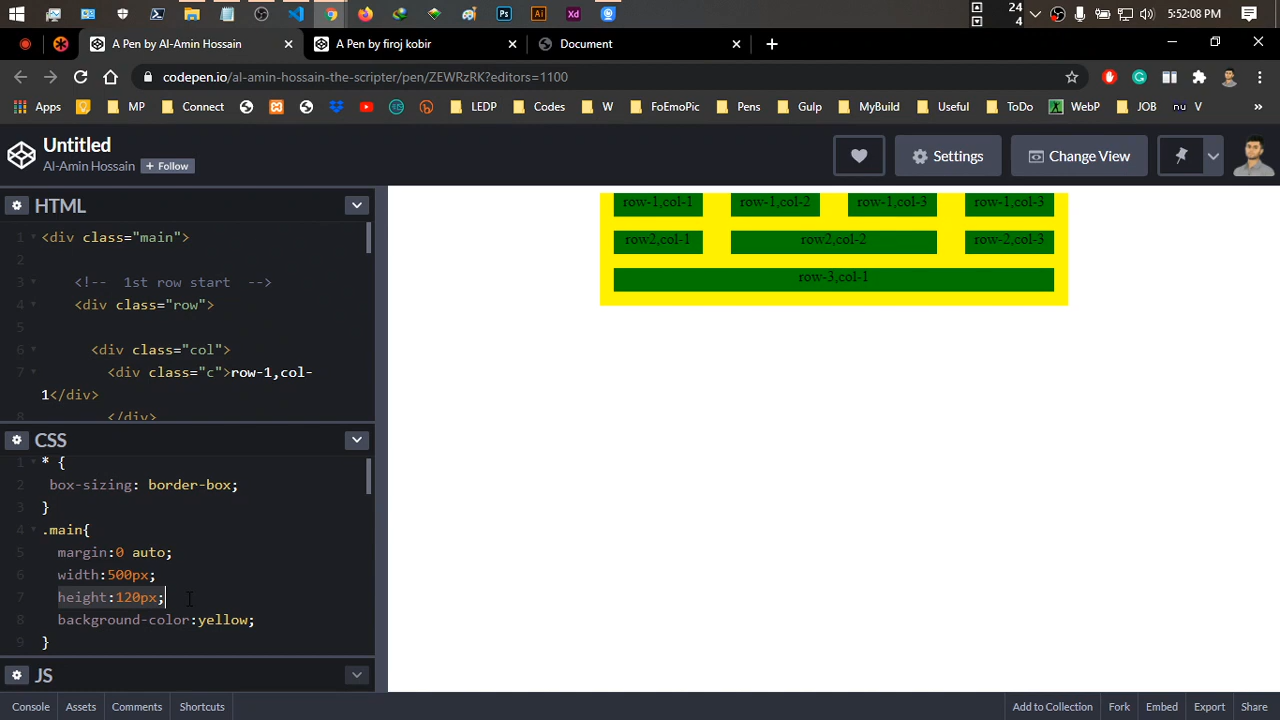 24
4
5:52:08 PM
A Pen by Al-Amin Hossain
A Pen by firoj kobir
Document
codepen.io/al-amin-hossain-the-scripter/pen/ZEWRzRK?editors=1100
Apps
MP
Connect
LEDP
Codes
W
FoEmoPic
Pens
Gulp
MyBuild
Useful
ToDo
WebP
JOB
nu
V
»
Untitled
Al-Amin Hossain
+ Follow
Settings
Change View
HTML
1 <div class="main">
2
3 <!-- 1st row start -->
4 <div class="row">
5
6 <div class="col">
7 <div class="c">row-1,col-
1</div>
8 </div>
CSS
1 * {
2 box-sizing: border-box;
3 }
4 .main{
5 margin:0 auto;
6 width:500px;
7 height:120px;
8 background-color:yellow;
9 }
JS
row-1,col-1 row-1,col-2 row-1,col-3 row-1,col-3
row2,col-1 row2,col-2 row-2,col-3
row-3,col-1
Console
Assets
Comments
Shortcuts
Add to Collection
Fork
Embed
Export
Share